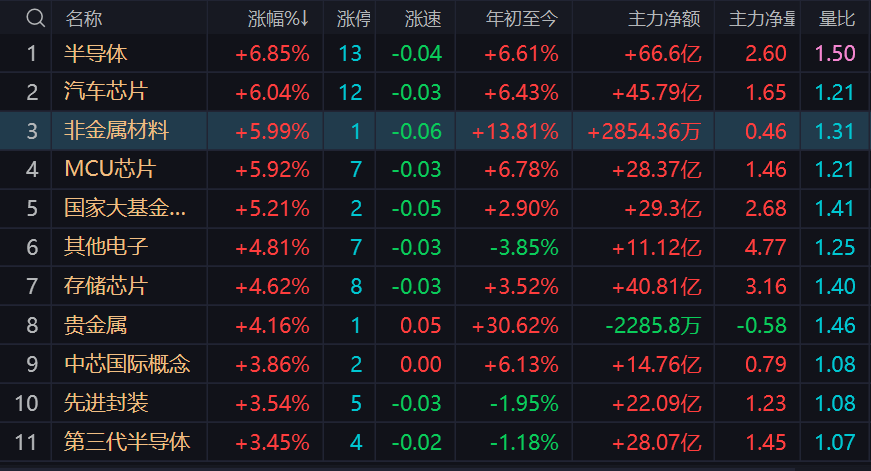 名称 涨幅%↓ 涨停 涨速 年初至今 主力净额 主力净量 量比
1 半导体 +6.85% 13 -0.04 +6.61% +66.6亿 2.60 1.50
2 汽车芯片 +6.04% 12 -0.03 +6.43% +45.79亿 1.65 1.21
3 非金属材料 +5.99% 1 -0.06 +13.81% +2854.36万 0.46 1.31
4 MCU芯片 +5.92% 7 -0.03 +6.78% +28.37亿 1.46 1.21
5 国家大基金... +5.21% 2 -0.05 +2.90% +29.3亿 2.68 1.41
6 其他电子 +4.81% 7 -0.03 -3.85% +11.12亿 4.77 1.25
7 存储芯片 +4.62% 8 -0.03 +3.52% +40.81亿 3.16 1.40
8 贵金属 +4.16% 1 0.05 +30.62% -2285.8万 -0.58 1.46
9 中芯国际概念 +3.86% 2 0.00 +6.13% +14.76亿 0.79 1.08
10 先进封装 +3.54% 5 -0.03 -1.95% +22.09亿 1.23 1.08
11 第三代半导体 +3.45% 4 -0.02 -1.18% +28.07亿 1.45 1.07